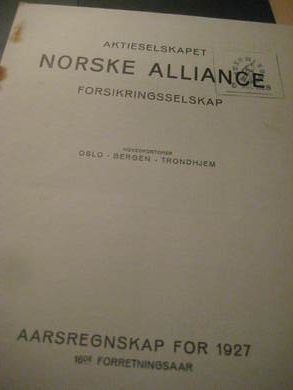 AKTIESELSKAPET
NORSKE ALLIANCE
FORSIKRINGSSELSKAP
HOVEDKONTORER
OSLO - BERGEN - TRONDHJEM
AARSREGNSKAP FOR 1927
16DE FORRETNINGSAAR